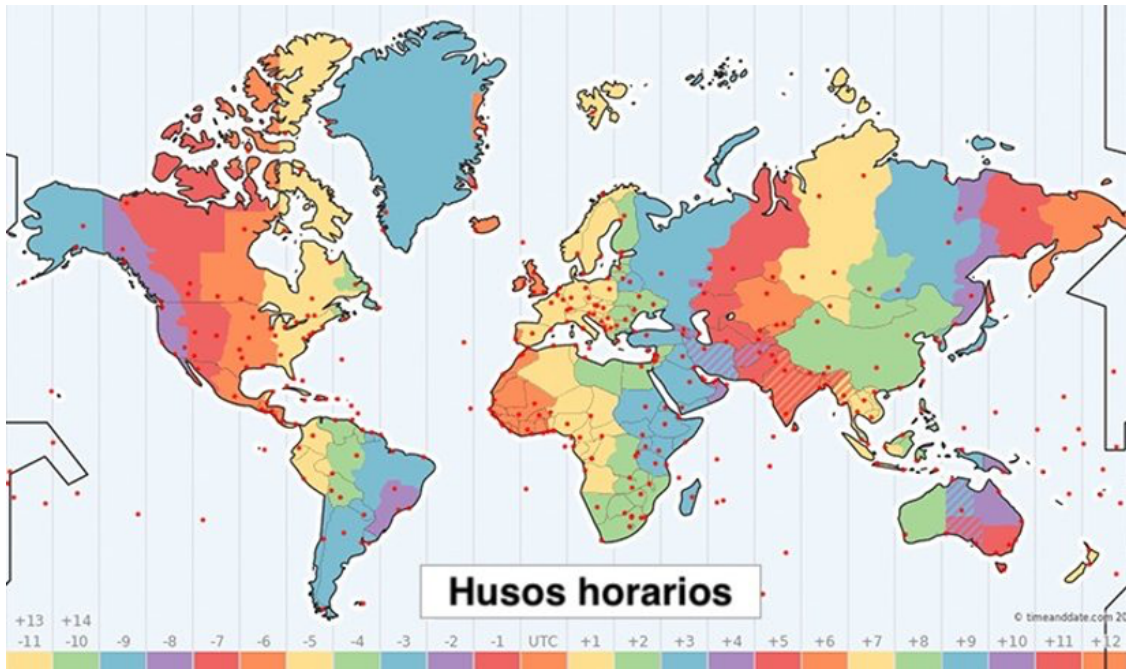 Husos horarios
© timeanddate.com 20
+13 +14
-11 -10 -9 -8 -7 -6 -5 -4 -3 -2 -1 UTC +1 +2 +3 +4 +5 +6 +7 +8 +9 +10 +11 +12